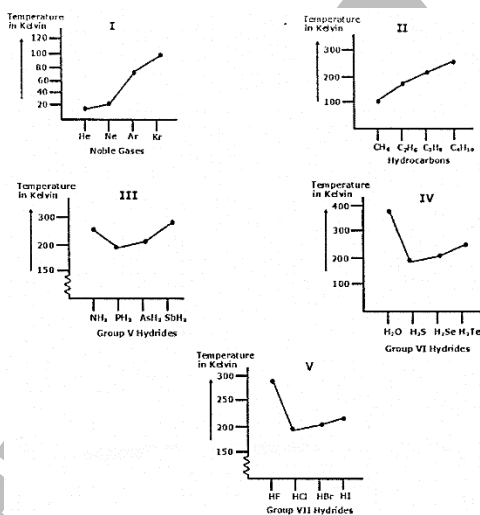 Temperature
in Kelvin
I
120
100
80
60
40
20
He Ne Ar Kr
Noble Gases
Temperature
in Kelvin
II
300
200
100
CH₄ C₂H₆ C₃H₈ C₄H₁₀
Hydrocarbons
Temperature
in Kelvin
III
300
200
150
NH₃ PH₃ AsH₃ SbH₃
Group V Hydrides
Temperature
in Kelvin
IV
400
300
200
100
H₂O H₂S H₂Se H₂Te
Group VI Hydrides
Temperature
in Kelvin
V
300
250
200
150
HF HCl HBr HI
Group VII Hydrides